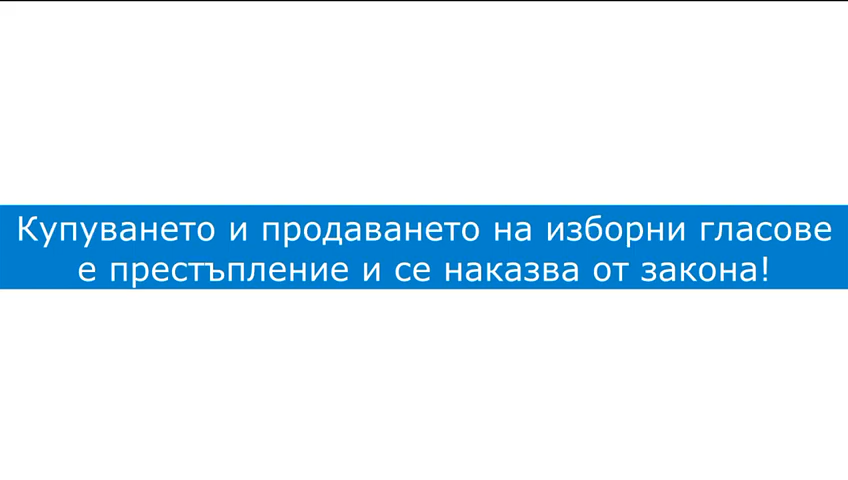 Купуването и продаването на изборни гласове
е престъпление и се наказва от закона!